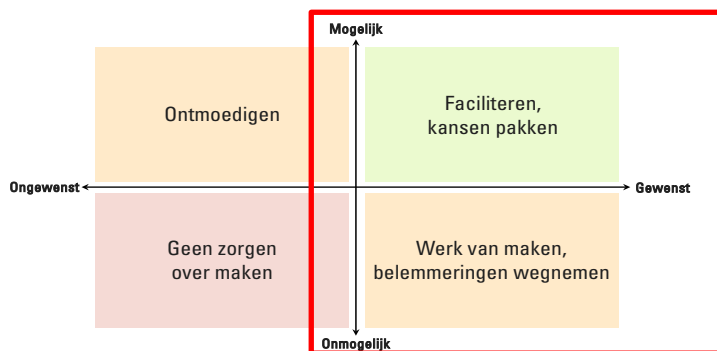 Mogelijk
Ontmoedigen
Faciliteren,
kansen pakken
Ongewenst
Gewenst
Geen zorgen
over maken
Werk van maken,
belemmeringen wegnemen
Onmogelijk